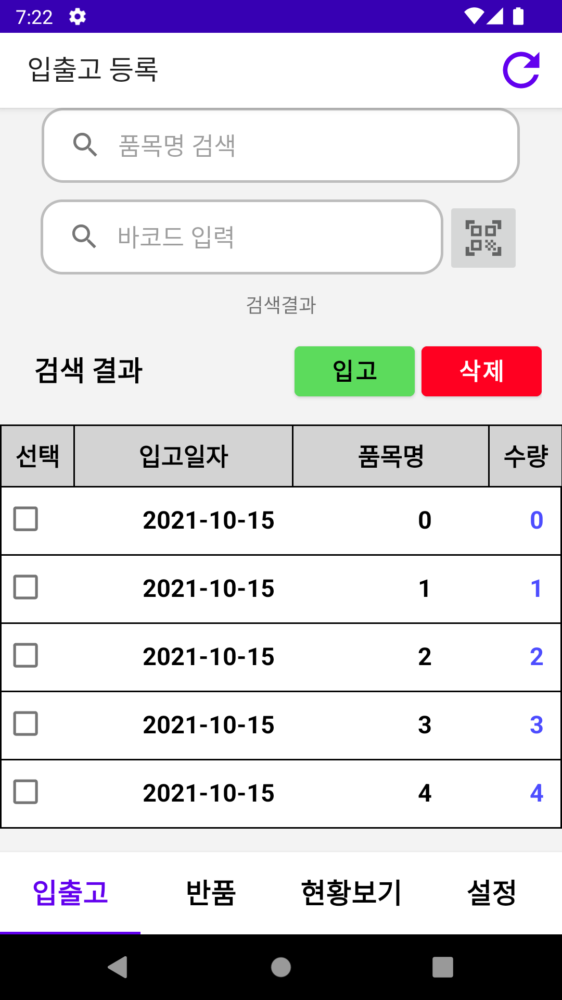 7:22
입출고 등록
품목명 검색
바코드 입력
검색결과
검색 결과 입고 삭제
선택 입고일자 품목명 수량
2021-10-15 0 0
2021-10-15 1 1
2021-10-15 2 2
2021-10-15 3 3
2021-10-15 4 4
입출고 반품 현황보기 설정